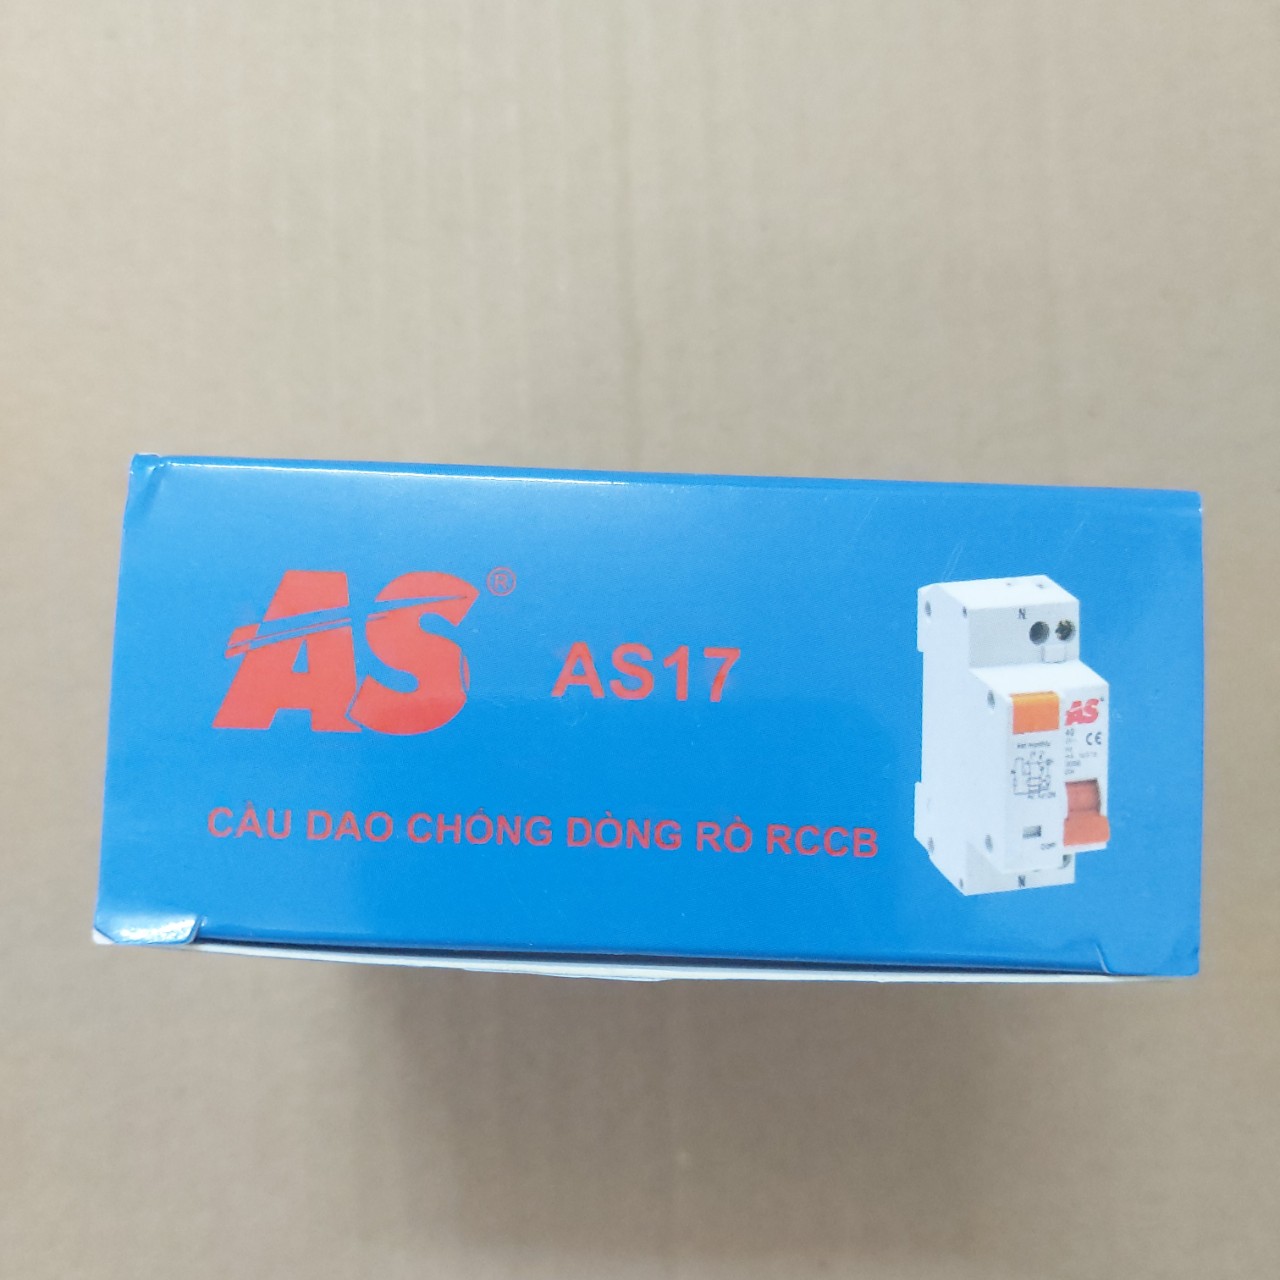 AS®
AS17
CẦU DAO CHỐNG DÒNG RÒ RCCB
N
AS
CE
N